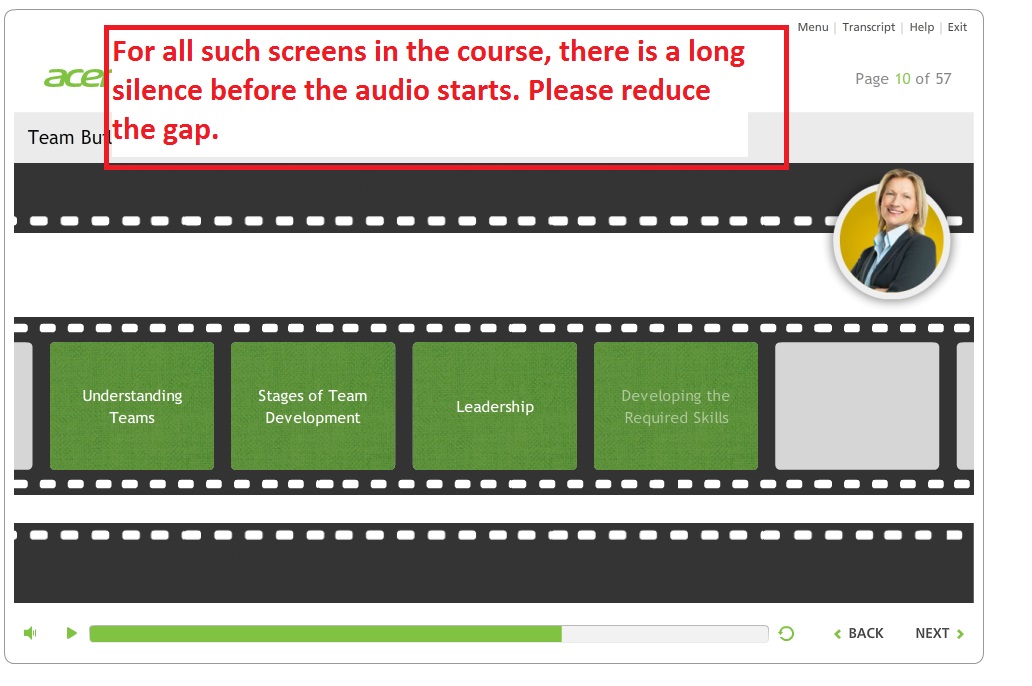 Menu | Transcript | Help | Exit
For all such screens in the course, there is a long
silence before the audio starts. Please reduce
the gap.
acer
Page 10 of 57
Team
Understanding
Teams
Stages of Team
Development
Leadership
Developing the
Required Skills
BACK
NEXT